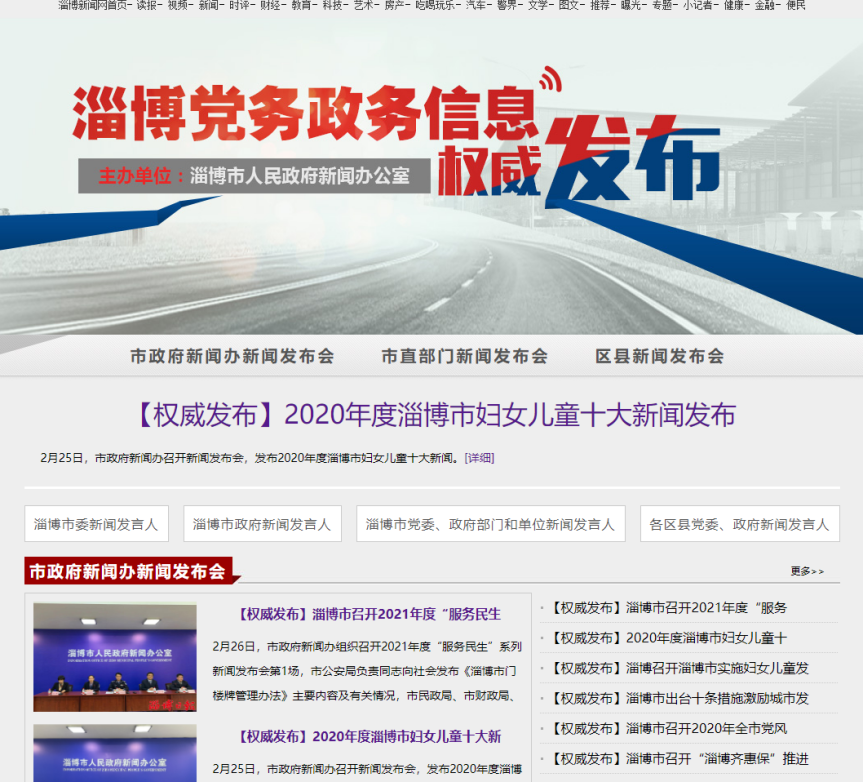 淄博新闻网首页- 读报- 视频- 新闻- 时评- 财经- 教育- 科技- 艺术- 房产- 吃喝玩乐- 汽车- 警界- 文学- 图文- 推荐- 曝光- 专题- 小记者- 健康- 金融- 便民
淄博党务政务信息
权威发布
主办单位：淄博市人民政府新闻办公室
市政府新闻办新闻发布会 市直部门新闻发布会 区县新闻发布会
【权威发布】2020年度淄博市妇女儿童十大新闻发布
2月25日，市政府新闻办召开新闻发布会，发布2020年度淄博市妇女儿童十大新闻。[详细]
淄博市委新闻发言人 淄博市政府新闻发言人 淄博市党委、政府部门和单位新闻发言人 各区县党委、政府新闻发言人
市政府新闻办新闻发布会 更多>>
淄博市人民政府新闻办公室
【权威发布】淄博市召开2021年度“服务民生
2月26日，市政府新闻办组织召开2021年度“服务民生”系列
新闻发布会第1场，市公安局负责同志向社会发布《淄博市门
楼牌管理办法》主要内容及有关情况，市民政局、市财政局、
淄博市人民政府新闻办公室
【权威发布】2020年度淄博市妇女儿童十大新
2月25日，市政府新闻办召开新闻发布会，发布2020年度淄博
·【权威发布】淄博市召开2021年度“服务
·【权威发布】2020年度淄博市妇女儿童十
·【权威发布】淄博召开淄博市实施妇女儿童发
·【权威发布】淄博市出台十条措施激励城市发
·【权威发布】淄博市召开2020年全市党风
·【权威发布】淄博市召开“淄博齐惠保”推进